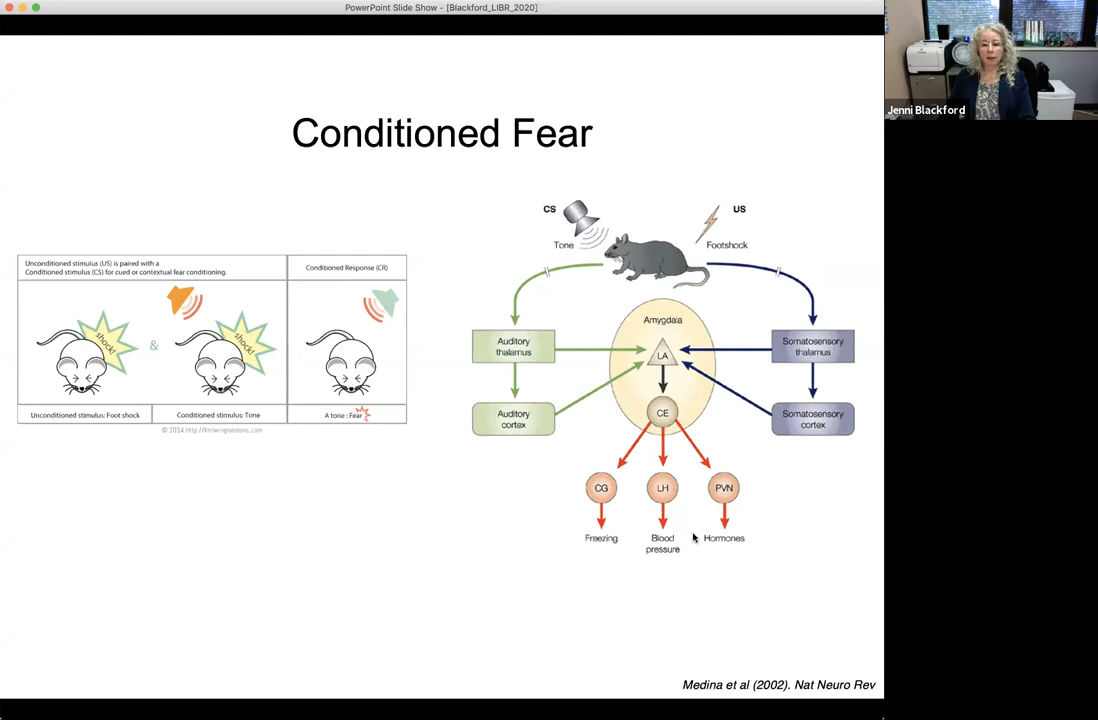 PowerPoint Slide Show - [Blackford_LIBR_2020]
Jenni Blackford
Conditioned Fear
Unconditioned stimulus (US) is paired with a
Conditioned stimulus (CS) for cued or contextual fear conditioning.
Conditioned Response (CR)
shock!
&
shock!
Unconditioned stimulus: Foot shock
Conditioned stimulus: Tone
A tone : Fear
CS
US
Tone
Footshock
Amygdala
Auditory
thalamus
LA
Somatosensory
thalamus
Auditory
cortex
CE
Somatosensory
cortex
CG
LH
PVN
Freezing
Blood
pressure
Hormones
Medina et al (2002). Nat Neuro Rev